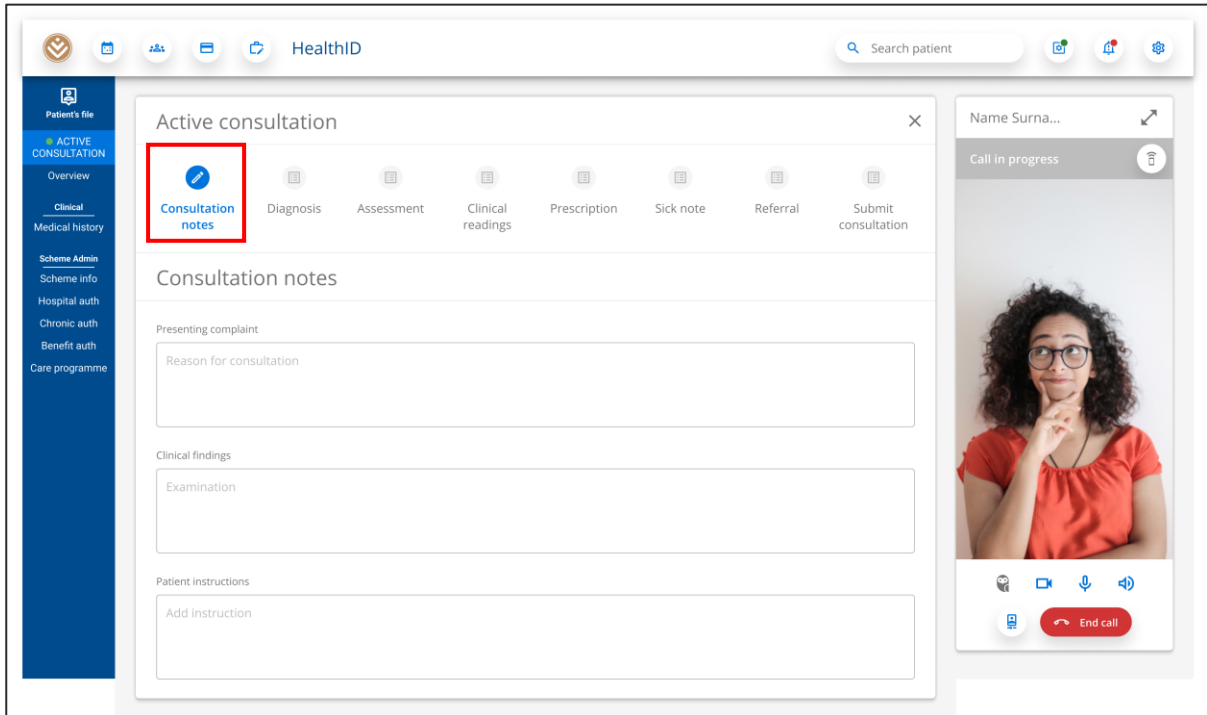 HealthID
Search patient
Patient's file
ACTIVE
CONSULTATION
Overview
Clinical
Medical history
Scheme Admin
Scheme info
Hospital auth
Chronic auth
Benefit auth
Care programme
Active consultation
Consultation
notes
Diagnosis
Assessment
Clinical
readings
Prescription
Sick note
Referral
Submit
consultation
Consultation notes
Presenting complaint
Reason for consultation
Clinical findings
Examination
Patient instructions
Add instruction
Name Surna...
Call in progress
End call